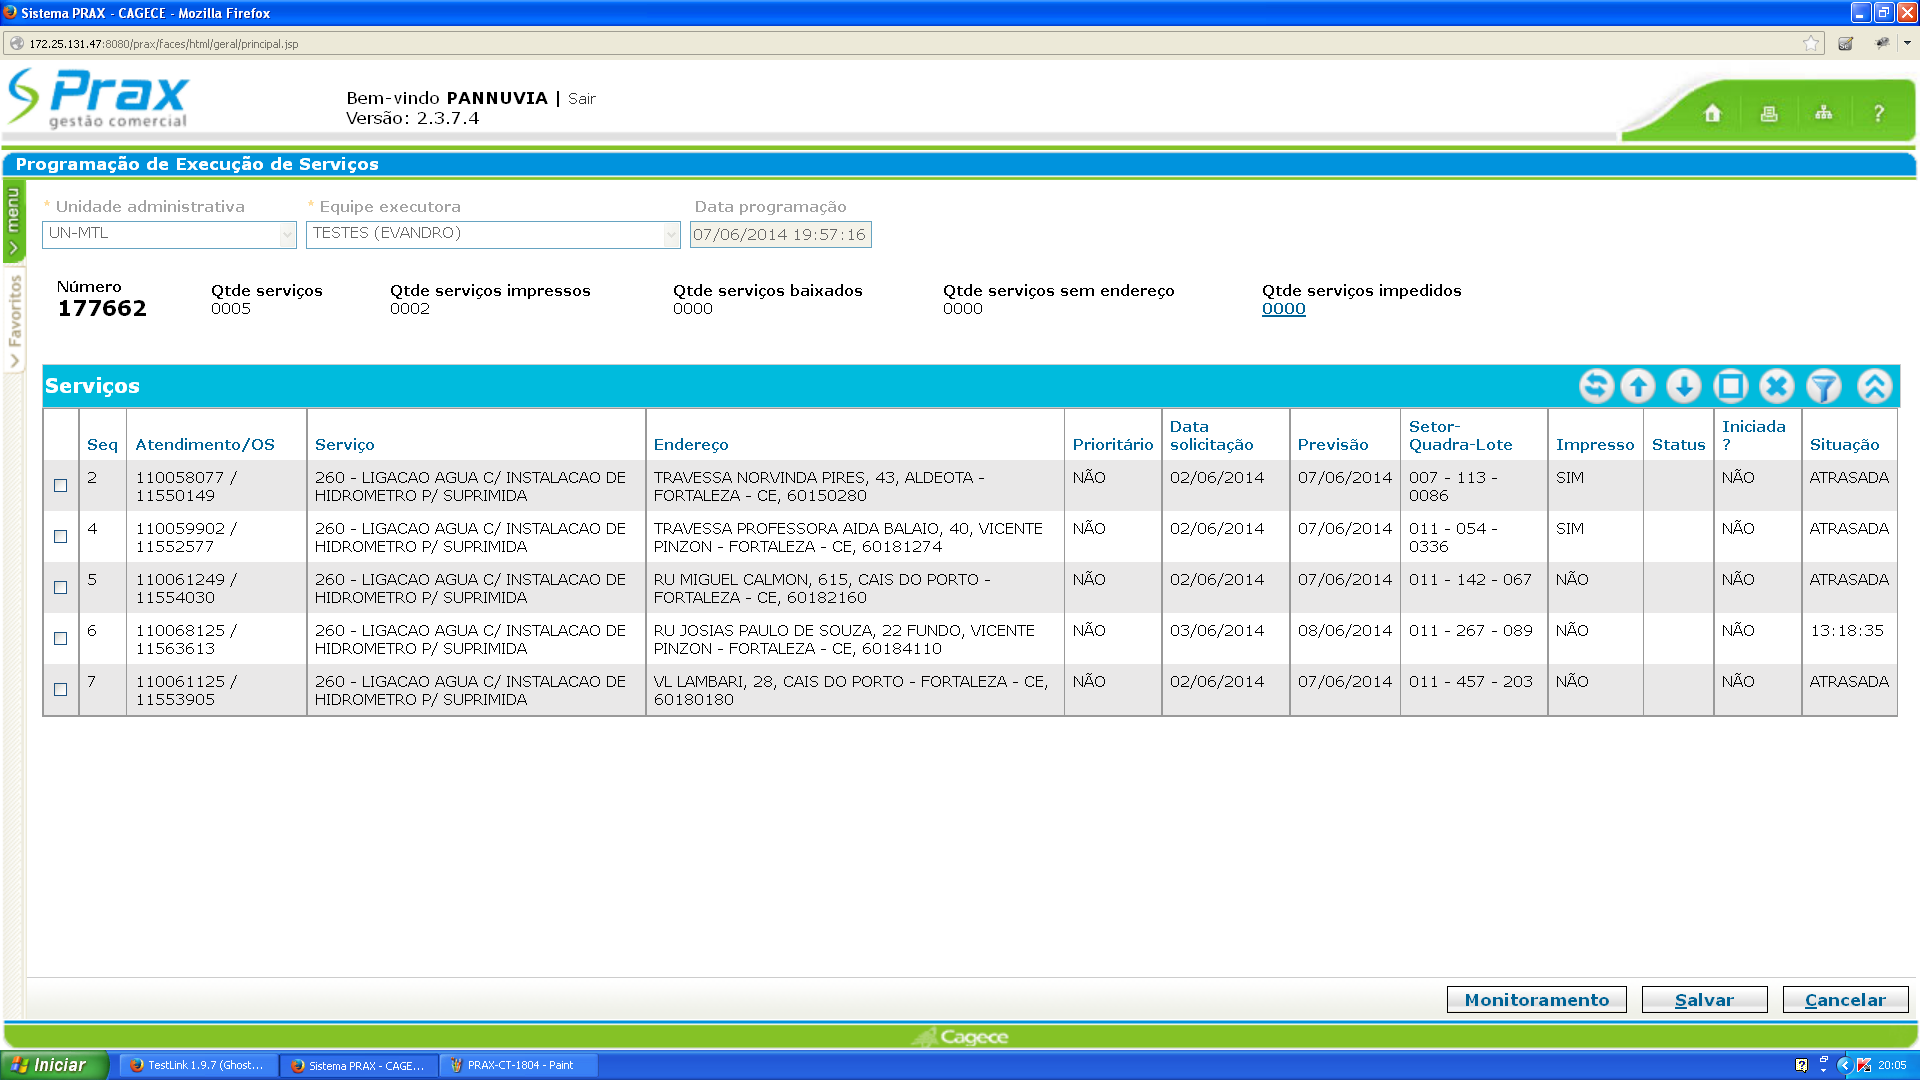 Sistema PRAX - CAGECE - Mozilla Firefox
172.25.131.47:8080/prax/faces/html/geral/principal.jsp
Prax
gestão comercial
Bem-vindo PANNUVIA | Sair
Versão: 2.3.7.4
?
Programação de Execução de Serviços
menu
Favoritos
* Unidade administrativa * Equipe executora Data programação
UN-MTL TESTES (EVANDRO) 07/06/2014 19:57:16
Número Qtde serviços Qtde serviços impressos Qtde serviços baixados Qtde serviços sem endereço Qtde serviços impedidos
177662 0005 0002 0000 0000 0000
Serviços
Seq Atendimento/OS Serviço Endereço Prioritário Data solicitação Previsão Setor-Quadra-Lote Impresso Status Iniciada ? Situação
2 110058077 / 260 - LIGACAO AGUA C/ INSTALACAO DE TRAVESSA NORVINDA PIRES, 43, ALDEOTA - NÃO 02/06/2014 07/06/2014 007 - 113 - SIM NÃO ATRASADA
11550149 HIDROMETRO P/ SUPRIMIDA FORTALEZA - CE, 60150280 0086
4 110059902 / 260 - LIGACAO AGUA C/ INSTALACAO DE TRAVESSA PROFESSORA AIDA BALAIO, 40, VICENTE NÃO 02/06/2014 07/06/2014 011 - 054 - SIM NÃO ATRASADA
11552577 HIDROMETRO P/ SUPRIMIDA PINZON - FORTALEZA - CE, 60181274 0336
5 110061249 / 260 - LIGACAO AGUA C/ INSTALACAO DE RU MIGUEL CALMON, 615, CAIS DO PORTO - NÃO 02/06/2014 07/06/2014 011 - 142 - 067 NÃO NÃO ATRASADA
11554030 HIDROMETRO P/ SUPRIMIDA FORTALEZA - CE, 60182160
6 110068125 / 260 - LIGACAO AGUA C/ INSTALACAO DE RU JOSIAS PAULO DE SOUZA, 22 FUNDO, VICENTE NÃO 03/06/2014 08/06/2014 011 - 267 - 089 NÃO NÃO 13:18:35
11563613 HIDROMETRO P/ SUPRIMIDA PINZON - FORTALEZA - CE, 60184110
7 110061125 / 260 - LIGACAO AGUA C/ INSTALACAO DE VL LAMBARI, 28, CAIS DO PORTO - FORTALEZA - CE, NÃO 02/06/2014 07/06/2014 011 - 457 - 203 NÃO NÃO ATRASADA
11553905 HIDROMETRO P/ SUPRIMIDA 60180180
Monitoramento Salvar Cancelar
Cagece
Iniciar TestLink 1.9.7 (Ghost... Sistema PRAX - CAGE... PRAX-CT-1804 - Paint 20:05